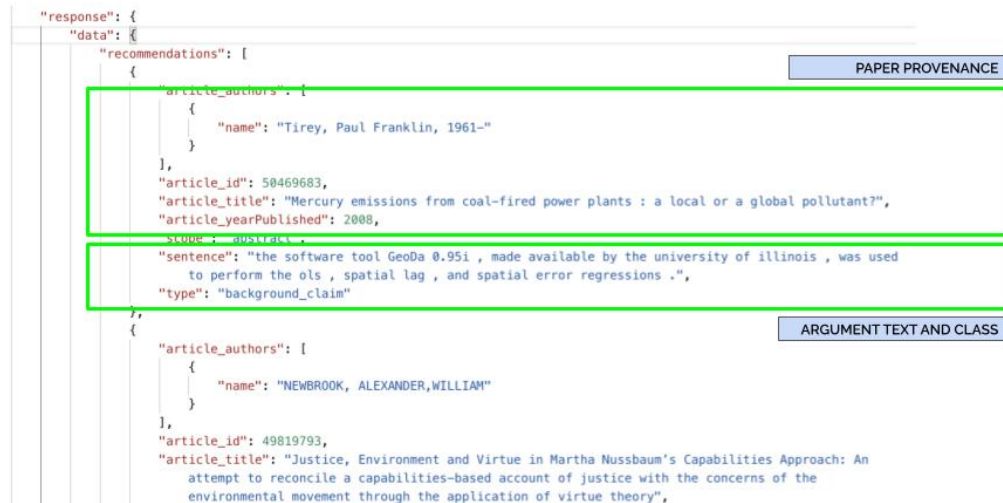 "response": {
"data": {
"recommendations": [
{
PAPER PROVENANCE
"article_authors": [
{
"name": "Tirey, Paul Franklin, 1961-"
}
],
"article_id": 50469683,
"article_title": "Mercury emissions from coal-fired power plants : a local or a global pollutant?",
"article_yearPublished": 2008,
"scope": "abstract",
"sentence": "the software tool GeoDa 0.95i , made available by the university of illinois , was used
to perform the ols , spatial lag , and spatial error regressions .",
"type": "background_claim"
},
{
ARGUMENT TEXT AND CLASS
"article_authors": [
{
"name": "NEWBROOK, ALEXANDER,WILLIAM"
}
],
"article_id": 49819793,
"article_title": "Justice, Environment and Virtue in Martha Nussbaum's Capabilities Approach: An
attempt to reconcile a capabilities-based account of justice with the concerns of the
environmental movement through the application of virtue theory",